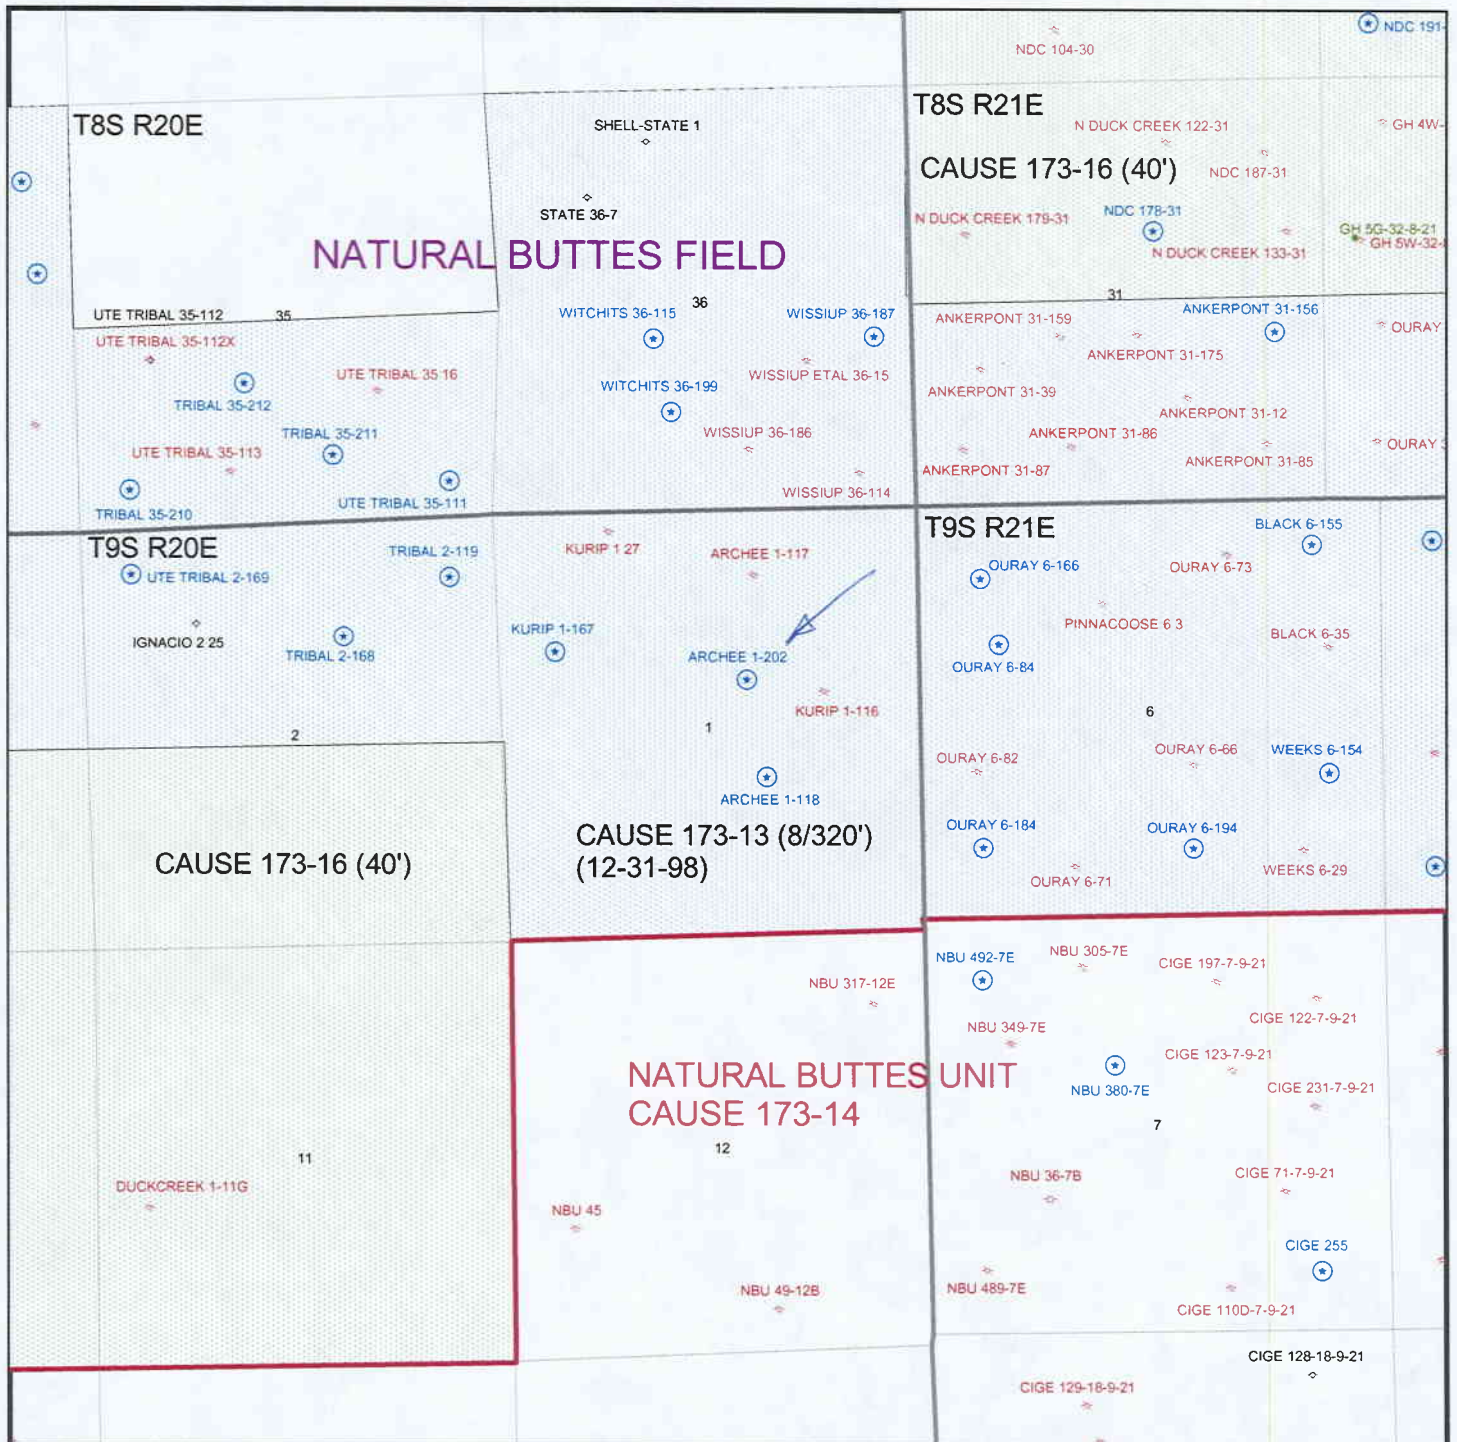 NDC 104-30
NDC 191-
T8S R20E
SHELL-STATE 1
T8S R21E
N DUCK CREEK 122-31
GH 4W-
CAUSE 173-16 (40')
NDC 187-31
STATE 36-7
N DUCK CREEK 179-31
NDC 178-31
GH 5G-32-8-21
GH 5W-32-
N DUCK CREEK 133-31
NATURAL BUTTES FIELD
31
UTE TRIBAL 35-112
35
WITCHITS 36-115
36
WISSIUP 36-187
ANKERPONT 31-159
ANKERPONT 31-156
OURAY
UTE TRIBAL 35-112X
ANKERPONT 31-175
UTE TRIBAL 35 16
WITCHITS 36-199
WISSIUP ETAL 36-15
ANKERPONT 31-39
TRIBAL 35-212
ANKERPONT 31-12
TRIBAL 35-211
WISSIUP 36-186
ANKERPONT 31-86
OURAY 3
UTE TRIBAL 35-113
ANKERPONT 31-87
ANKERPONT 31-85
UTE TRIBAL 35-111
WISSIUP 36-114
TRIBAL 35-210
T9S R20E
TRIBAL 2-119
KURIP 1 27
ARCHEE 1-117
T9S R21E
BLACK 6-155
UTE TRIBAL 2-169
OURAY 6-166
OURAY 6-73
IGNACIO 2 25
TRIBAL 2-168
KURIP 1-167
ARCHEE 1-202
PINNACOOSE 6 3
BLACK 6-35
OURAY 6-84
KURIP 1-116
2
1
6
OURAY 6-82
OURAY 6-66
WEEKS 6-154
ARCHEE 1-118
CAUSE 173-16 (40')
CAUSE 173-13 (8/320')
(12-31-98)
OURAY 6-184
OURAY 6-194
OURAY 6-71
WEEKS 6-29
NBU 492-7E
NBU 305-7E
CIGE 197-7-9-21
NBU 317-12E
NBU 349-7E
CIGE 122-7-9-21
CIGE 123-7-9-21
NATURAL BUTTES UNIT
CAUSE 173-14
NBU 380-7E
CIGE 231-7-9-21
7
11
12
DUCKCREEK 1-11G
NBU 36-7B
CIGE 71-7-9-21
NBU 45
CIGE 255
NBU 49-12B
NBU 489-7E
CIGE 110D-7-9-21
CIGE 128-18-9-21
CIGE 129-18-9-21